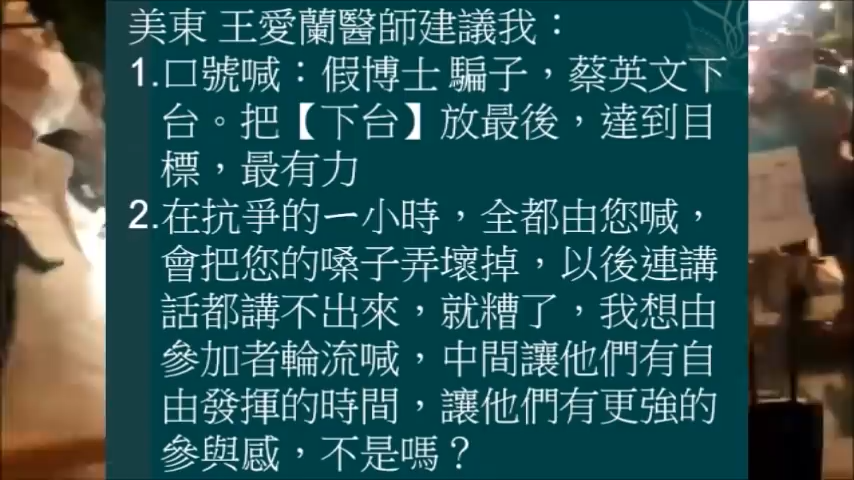 美東 王愛蘭醫師建議我：
1.口號喊：假博士 騙子，蔡英文下
台。把【下台】放最後，達到目
標，最有力
2.在抗爭的一小時，全都由您喊，
會把您的嗓子弄壞掉，以後連講
話都講不出來，就糟了，我想由
參加者輪流喊，中間讓他們有自
由發揮的時間，讓他們有更強的
參與感，不是嗎？